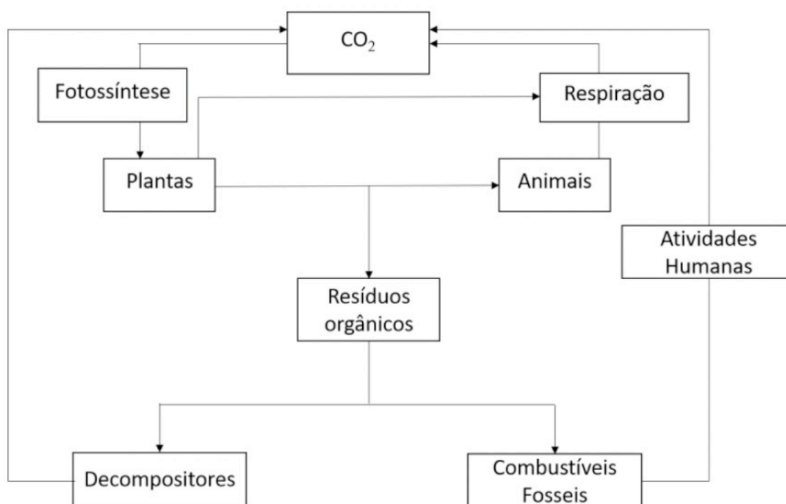 CO₂
Fotossíntese
Respiração
Plantas
Animais
Atividades
Humanas
Resíduos
orgânicos
Decompositores
Combustíveis
Fosseis